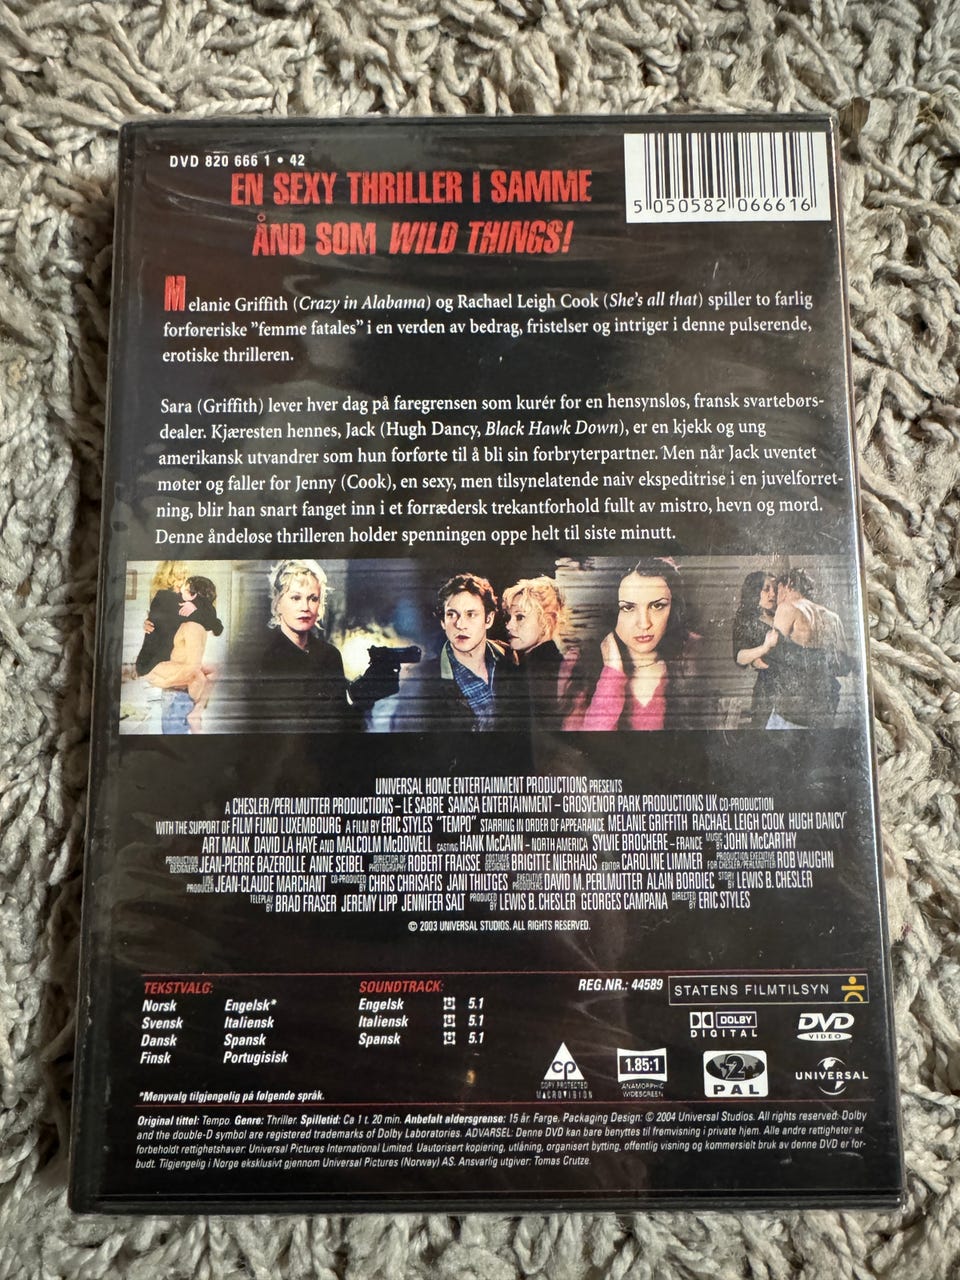 DVD 820 666 1 • 42
EN SEXY THRILLER I SAMME
ÅND SOM WILD THINGS!
5 050582 066616
Melanie Griffith (Crazy in Alabama) og Rachael Leigh Cook (She's all that) spiller to farlig
forføreriske "femme fatales" i en verden av bedrag, fristelser og intriger i denne pulserende,
erotiske thrilleren.
Sara (Griffith) lever hver dag på faregrensen som kurér for en hensynsløs, fransk svartebørs-
dealer. Kjæresten hennes, Jack (Hugh Dancy, Black Hawk Down), er en kjekk og ung
amerikansk utvandrer som hun forførte til å bli sin forbryterpartner. Men når Jack uventet
møter og faller for Jenny (Cook), en sexy, men tilsynelatende naiv ekspeditrise i en juvelforret-
ning, blir han snart fanget inn i et forrædersk trekantforhold fullt av mistro, hevn og mord.
Denne åndeløse thrilleren holder spenningen oppe helt til siste minutt.
UNIVERSAL HOME ENTERTAINMENT PRODUCTIONS PRESENTS
A CHESLER/PERLMUTTER PRODUCTIONS – LE SABRE SAMSA ENTERTAINMENT – GROSVENOR PARK PRODUCTIONS UK CO-PRODUCTION
WITH THE SUPPORT OF FILM FUND LUXEMBOURG A FILM BY ERIC STYLES "TEMPO" STARRING IN ORDER OF APPEARANCE MELANIE GRIFFITH RACHAEL LEIGH COOK HUGH DANCY
ART MALIK DAVID LA HAYE AND MALCOLM McDOWELL CASTING HANK McCANN – NORTH AMERICA SYLVIE BROCHERE – FRANCE MUSIC BY JOHN McCARTHY
PRODUCTION DESIGNERS JEAN-PIERRE BAZEROLLE ANNE SEIBEL DIRECTOR OF PHOTOGRAPHY ROBERT FRAISSE COSTUME DESIGNER BRIGITTE NIERHAUS EDITOR CAROLINE LIMMER PRODUCTION EXECUTIVE FOR CHESLER/PERLMUTTER ROB VAUGHN
LINE PRODUCER JEAN-CLAUDE MARCHANT CO-PRODUCED BY CHRIS CHRISAFIS JANI THILTGES EXECUTIVE PRODUCERS DAVID M. PERLMUTTER ALAIN BORDIEC STORY BY LEWIS B. CHESLER
TELEPLAY BY BRAD FRASER JEREMY LIPP JENNIFER SALT PRODUCED BY LEWIS B. CHESLER GEORGES CAMPANA DIRECTED BY ERIC STYLES
© 2003 UNIVERSAL STUDIOS. ALL RIGHTS RESERVED.
TEKSTVALG:
Norsk Engelsk*
Svensk Italiensk
Dansk Spansk
Finsk Portugisisk
SOUNDTRACK:
Engelsk 5.1
Italiensk 5.1
Spansk 5.1
REG.NR.: 44589
STATENS FILMTILSYN
DOLBY
DIGITAL
DVD
VIDEO
CP
COPY PROTECTED
MACROVISION
1.85:1
ANAMORPHIC
WIDESCREEN
2
PAL
UNIVERSAL
*Menyvalg tilgjengelig på følgende språk.
Original tittel: Tempo. Genre: Thriller. Spilletid: Ca 1 t. 20 min. Anbefalt aldersgrense: 15 år. Farge. Packaging Design: © 2004 Universal Studios. All rights reserved. Dolby
and the double-D symbol are registered trademarks of Dolby Laboratories. ADVARSEL: Denne DVD kan bare benyttes til fremvisning i private hjem. Alle andre rettigheter er
forbeholdt rettighetshaver: Universal Pictures International Limited. Uautorisert kopiering, utlåning, organisert bytting, offentlig visning og kommersielt bruk av denne DVD er for-
budt. Tilgjengelig i Norge eksklusivt gjennom Universal Pictures (Norway) AS. Ansvarlig utgiver: Tomas Crutze.